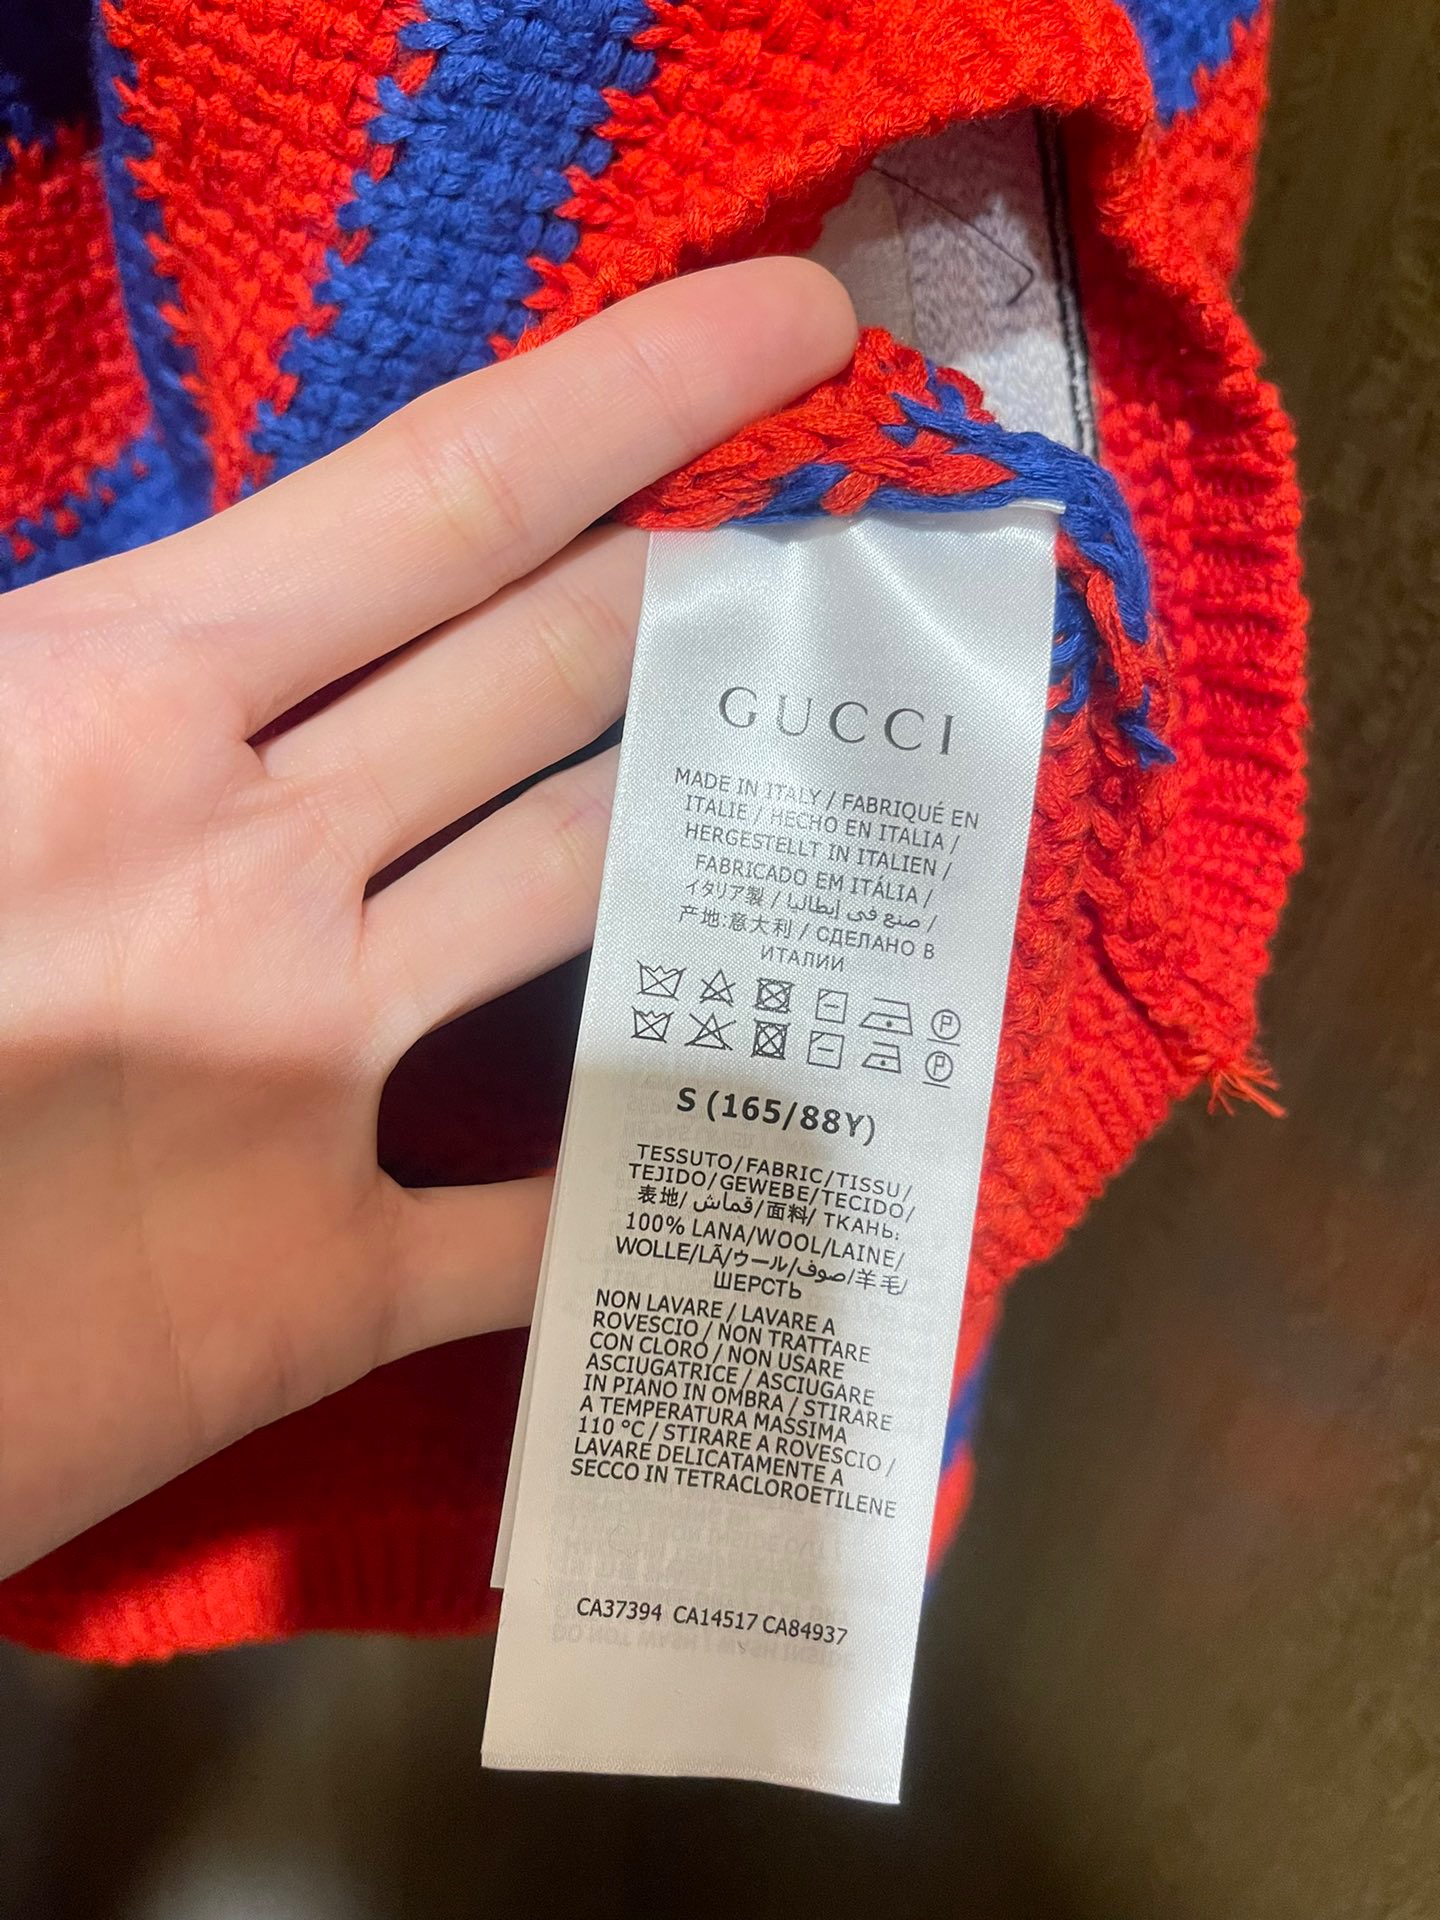 GUCCI
MADE IN ITALY / FABRIQUÉ EN
ITALIE / HECHO EN ITALIA /
HERGESTELLT IN ITALIEN /
FABRICADO EM ITÁLIA /
イタリア製 / صنع في إيطاليا /
产地:意大利 / СДЕЛАНО В
ИТАЛИИ
P
P
S (165/88Y)
TESSUTO/FABRIC/TISSU/
TEJIDO/GEWEBE/TECIDO/
表地/ قماش/面料/ ТКАНЬ:
100% LANA/WOOL/LAINE/
WOLLE/LÃ/ウール/صوف/羊毛/
ШЕРСТЬ
NON LAVARE / LAVARE A
ROVESCIO / NON TRATTARE
CON CLORO / NON USARE
ASCIUGATRICE / ASCIUGARE
IN PIANO IN OMBRA / STIRARE
A TEMPERATURA MASSIMA
110 °C / STIRARE A ROVESCIO /
LAVARE DELICATAMENTE A
SECCO IN TETRACLOROETILENE
CA37394 CA14517 CA84937